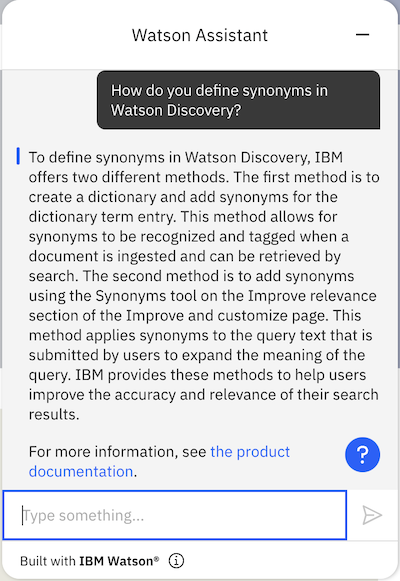 Watson Assistant
How do you define synonyms in
Watson Discovery?
To define synonyms in Watson Discovery, IBM
offers two different methods. The first method is to
create a dictionary and add synonyms for the
dictionary term entry. This method allows for
synonyms to be recognized and tagged when a
document is ingested and can be retrieved by
search. The second method is to add synonyms
using the Synonyms tool on the Improve relevance
section of the Improve and customize page. This
method applies synonyms to the query text that is
submitted by users to expand the meaning of the
query. IBM provides these methods to help users
improve the accuracy and relevance of their search
results.
For more information, see the product
documentation.
?
Type something...
Built with IBM Watson®